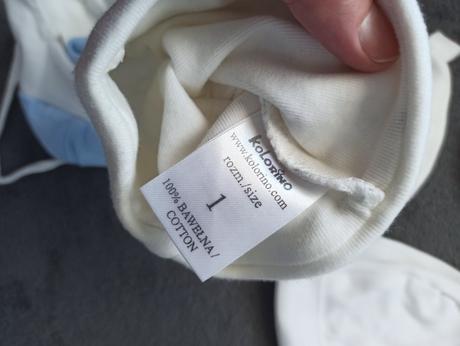 kolorino
www.kolorino.com
rozm./size
1
100% BAWEŁNA /
COTTON